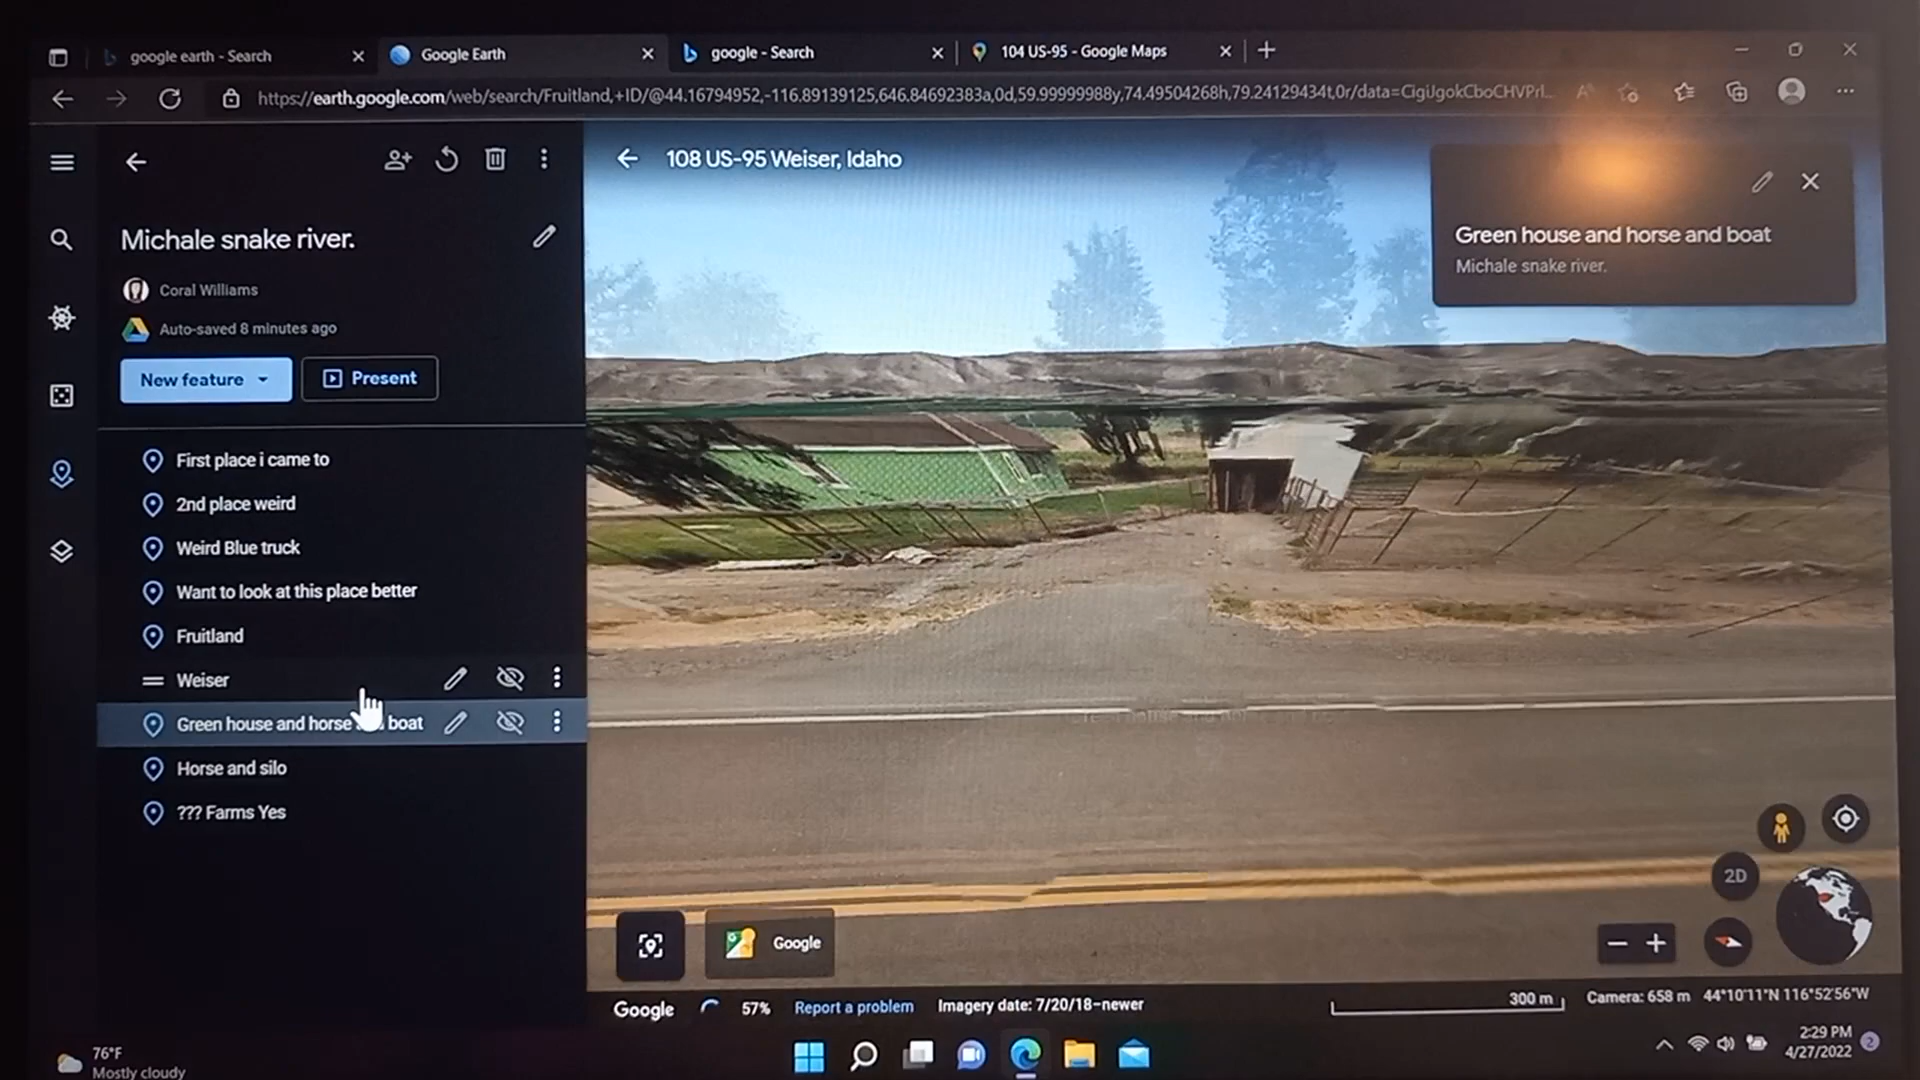 google earth - Search
Google Earth
google - Search
104 US-95 - Google Maps
https://earth.google.com/web/search/Fruitland,+ID/@44.16794952,-116.89139125,646.84692383a,0d,59.99999988y,74.49504268h,79.24129434t,0r/data=CigiJgokCboCHVPrl...
108 US-95 Weiser, Idaho
Michale snake river.
Coral Williams
Auto-saved 8 minutes ago
New feature
Present
First place i came to
2nd place weird
Weird Blue truck
Want to look at this place better
Fruitland
Weiser
Green house and horse boat
Horse and silo
??? Farms Yes
Green house and horse and boat
Michale snake river.
2D
Google
Google
57%
Report a problem
Imagery date: 7/20/18-newer
300 m
Camera: 658 m
44°10'11"N 116°52'56"W
76°F
Mostly cloudy
2:29 PM
4/27/2022
2